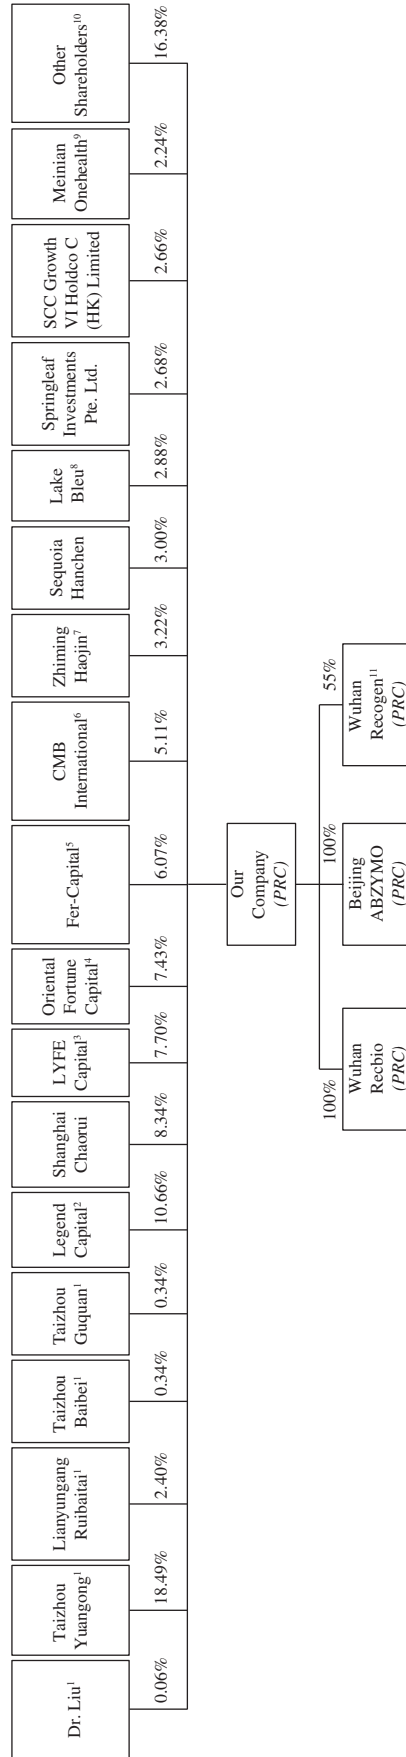 Dr. Liu¹
Taizhou
Yuangong¹
Lianyungang
Ruibaitai¹
Taizhou
Baibei¹
Taizhou
Guquan¹
Legend
Capital²
Shanghai
Chaorui
LYFE
Capital³
Oriental
Fortune
Capital⁴
Fer-Capital⁵
CMB
International⁶
Zhiming
Haojin⁷
Sequoia
Hanchen
Lake
Bleu⁸
Springleaf
Investments
Pte. Ltd.
SCC Growth
VI Holdco C
(HK) Limited
Meinian
Onehealth⁹
Other
Shareholders¹⁰
0.06%
18.49%
2.40%
0.34%
0.34%
10.66%
8.34%
7.70%
7.43%
6.07%
5.11%
3.22%
3.00%
2.88%
2.68%
2.66%
2.24%
16.38%
Our
Company
(PRC)
100%
100%
55%
Wuhan
Recbio
(PRC)
Beijing
ABZYMO
(PRC)
Wuhan
Recogen¹¹
(PRC)